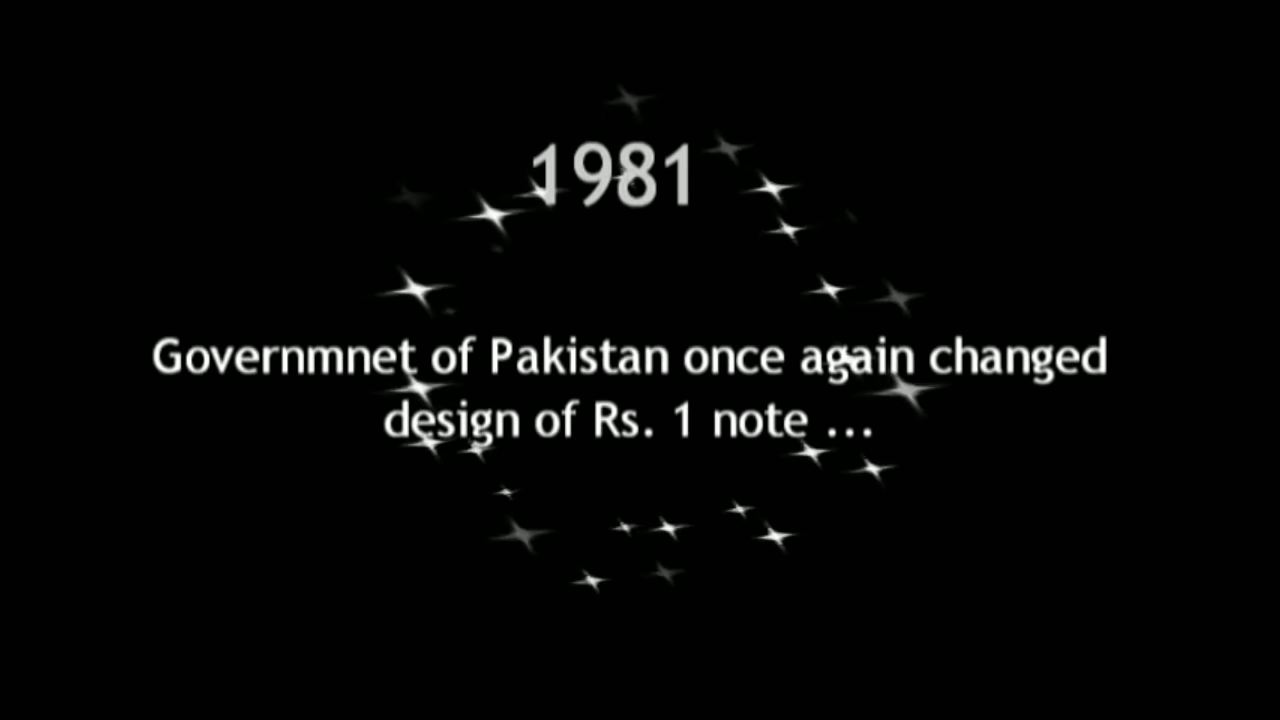 1981
Governmnet of Pakistan once again changed
design of Rs. 1 note ...